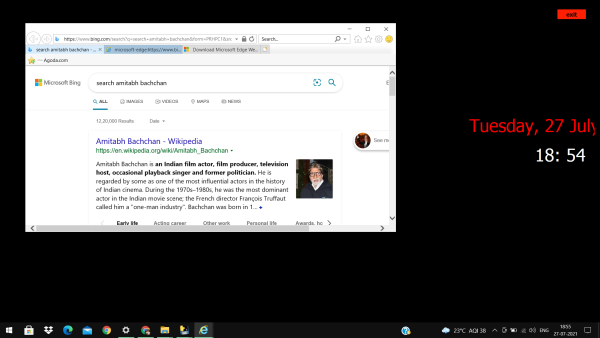 exit
https://www.bing.com/search?q=search+amitabh+bachchan&form=PRHPC1&src
Search...
search amitabh bachchan - ...
microsoft-edge:https://www.bi...
Download Microsoft Edge We...
Agoda.com
Microsoft Bing
search amitabh bachchan
E
ALL
IMAGES
VIDEOS
MAPS
NEWS
12,20,000 Results
Date
Amitabh Bachchan - Wikipedia
https://en.wikipedia.org/wiki/Amitabh_Bachchan
See mo
Amitabh Bachchan is an Indian film actor, film producer, television
host, occasional playback singer and former politician. He is
regarded by some as one of the most influential actors in the history
of Indian cinema. During the 1970s–1980s, he was the most dominant
actor in the Indian movie scene; the French director François Truffaut
called him a "one-man industry". Bachchan was born in 1...
Early life
Acting career
Other work
Personal life
Awards, hc
Tuesday, 27 July
18: 54
23°C AQI 38
ENG
18:55
27-07-2021